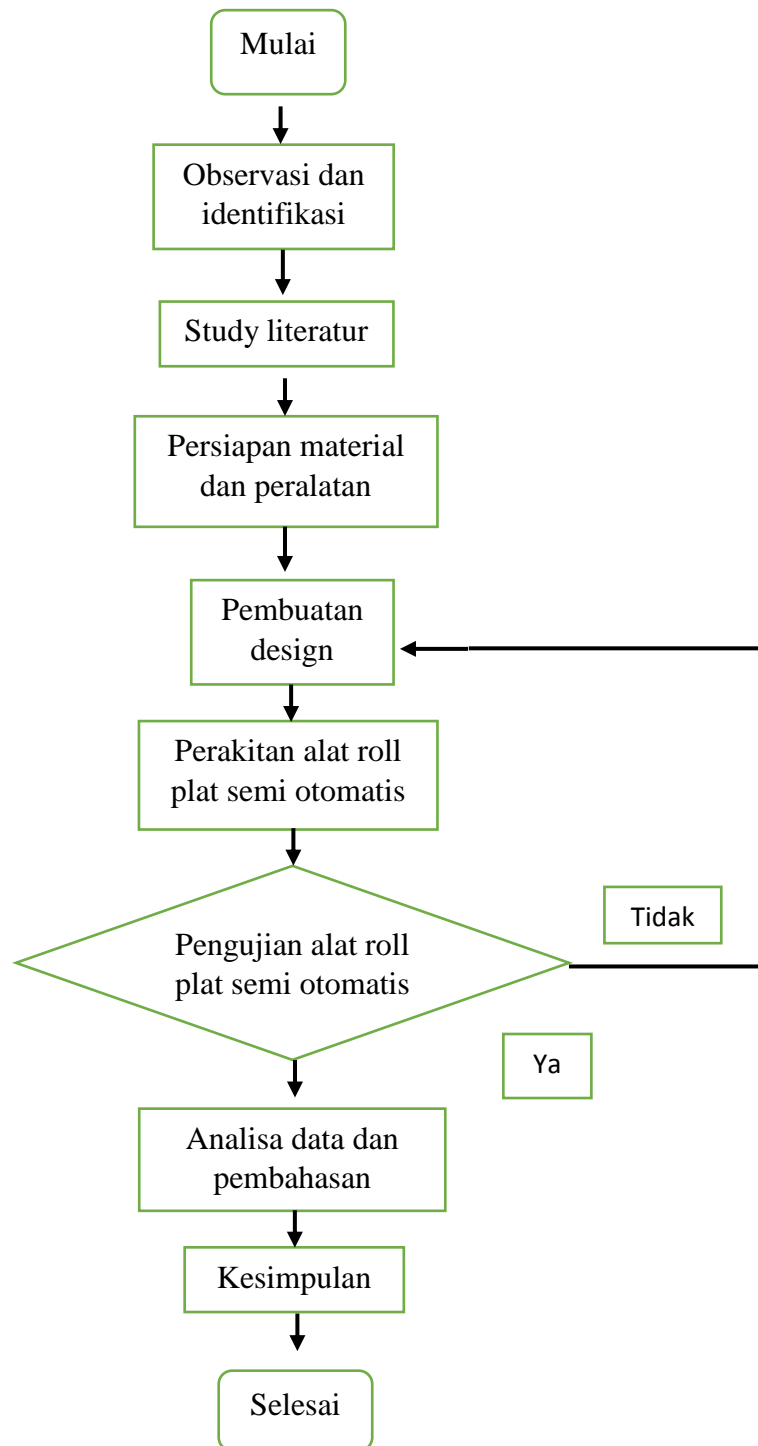 Mulai
Observasi dan
identifikasi
Study literatur
Persiapan material
dan peralatan
Pembuatan
design
Perakitan alat roll
plat semi otomatis
Pengujian alat roll
plat semi otomatis
Tidak
Ya
Analisa data dan
pembahasan
Kesimpulan
Selesai